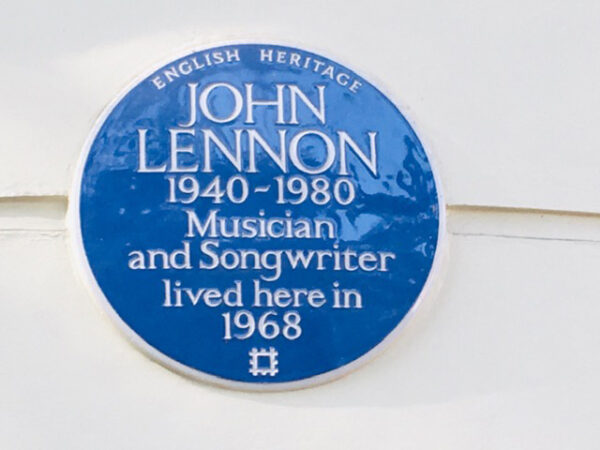 ENGLISH HERITAGE
JOHN
LENNON
1940-1980
Musician
and Songwriter
lived here in
1968